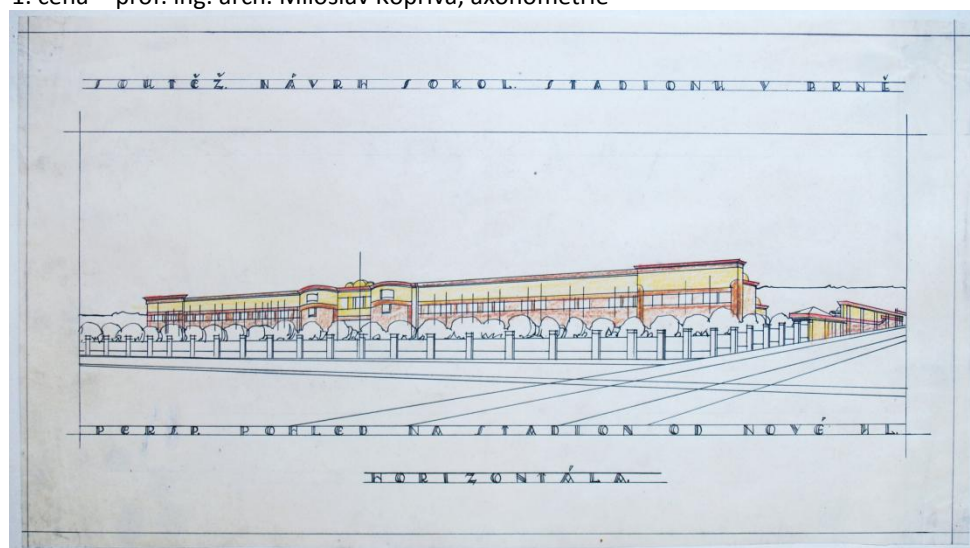 1. cena – prof. Ing. arch. Miloslav Kopřiva, axonometrie
SOUTĚŽ. NÁVRH SOKOL. STADIONU V BRNĚ
PERSP. POHLED NA STADION OD NOVÉ UL.
HORIZONTÁLA.